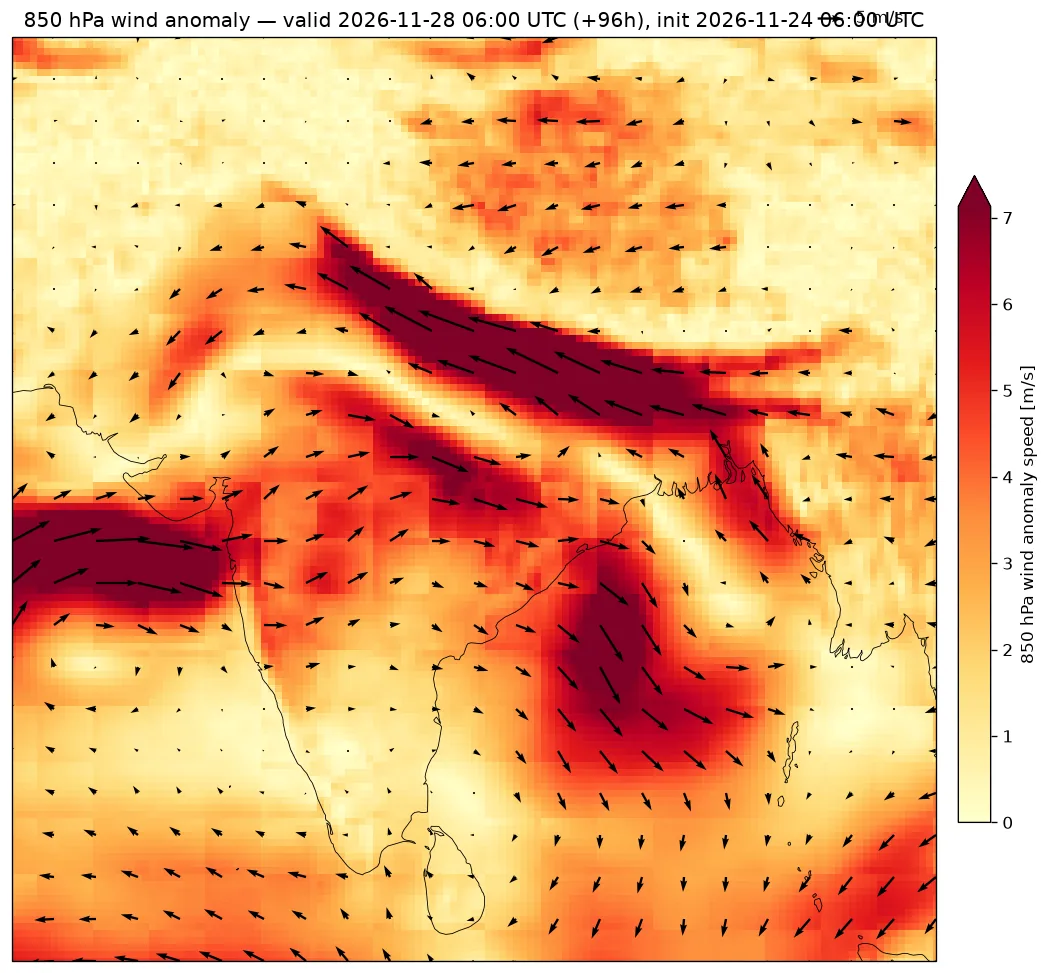 850 hPa wind anomaly — valid 2026-11-28 06:00 UTC (+96h), init 2026-11-24 06:00 UTC
5 m/s
7
6
5
4
3
2
1
0
850 hPa wind anomaly speed [m/s]